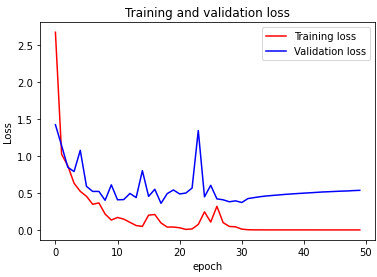 Training and validation loss
Training loss
Validation loss
Loss
2.5
2.0
1.5
1.0
0.5
0.0
0 10 20 30 40 50
epoch